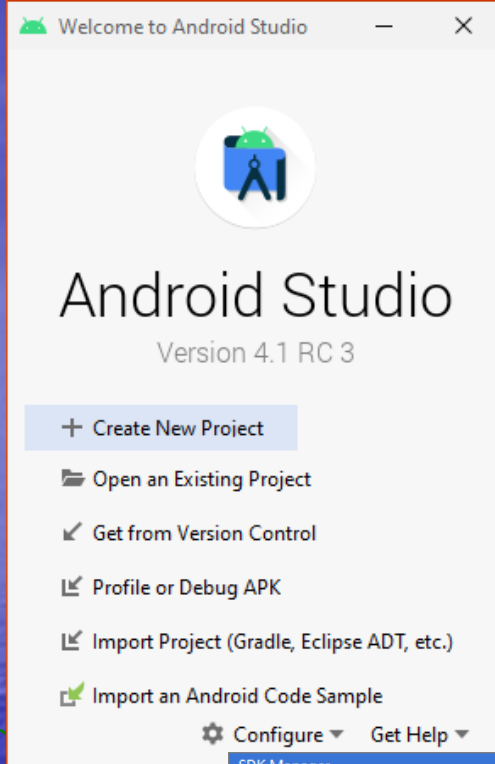 Welcome to Android Studio
Android Studio
Version 4.1 RC 3
Create New Project
Open an Existing Project
Get from Version Control
Profile or Debug APK
Import Project (Gradle, Eclipse ADT, etc.)
Import an Android Code Sample
Configure Get Help
SDK Manager